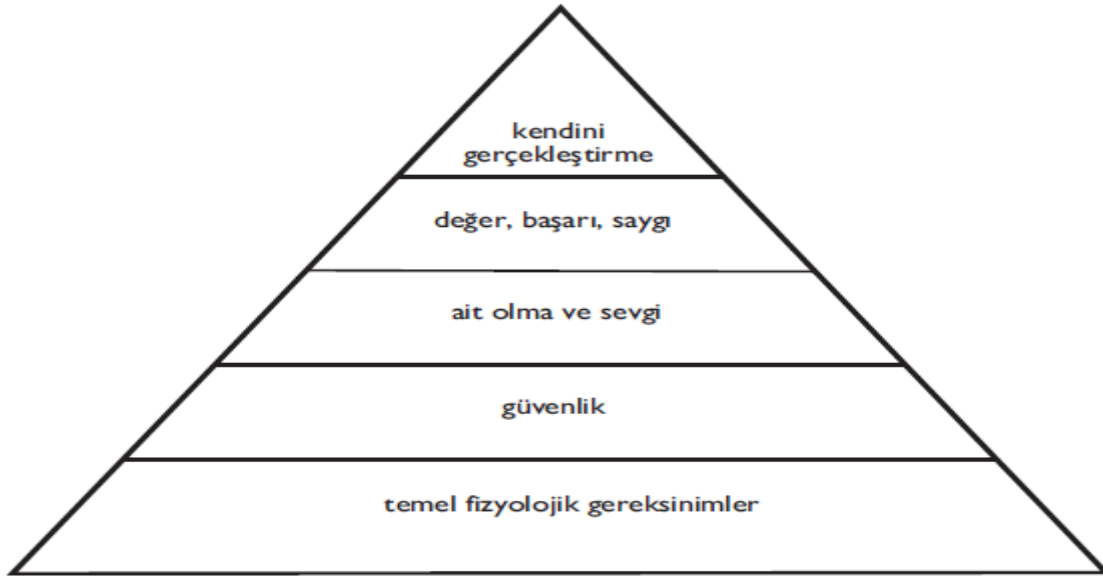 kendini
gerçekleştirme
değer, başarı, saygı
ait olma ve sevgi
güvenlik
temel fizyolojik gereksinimler